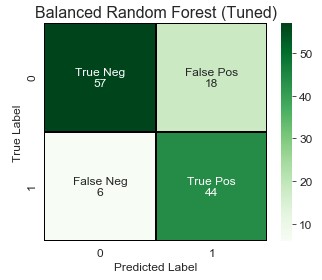 Balanced Random Forest (Tuned)
True Label
0
True Neg
57
False Pos
18
1
False Neg
6
True Pos
44
0
1
Predicted Label
50
40
30
20
10